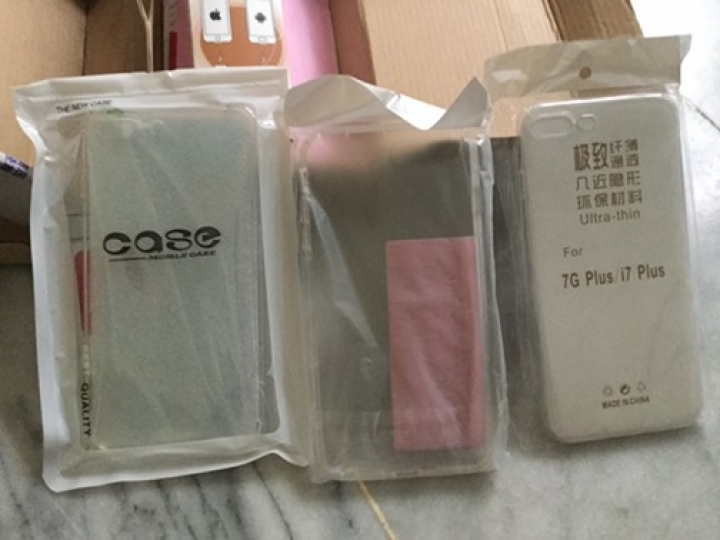 THE NEW CASE
case
MOBILE CASE
QUALITY
极致 纤薄
通透
几近隐形
环保材料
Ultra-thin
For
7G Plus/i7 Plus
MADE IN CHINA